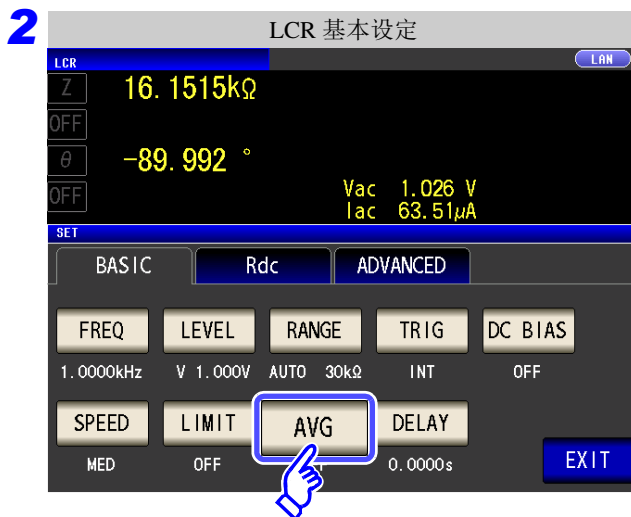 2
LCR 基本设定
LCR
LAN
Z 16.1515kΩ
OFF
θ -89.992 °
OFF
Vac 1.026 V
Iac 63.51μA
SET
BASIC Rdc ADVANCED
FREQ LEVEL RANGE TRIG DC BIAS
1.0000kHz V 1.000V AUTO 30kΩ INT OFF
SPEED LIMIT AVG DELAY
MED OFF 0.0000s
EXIT